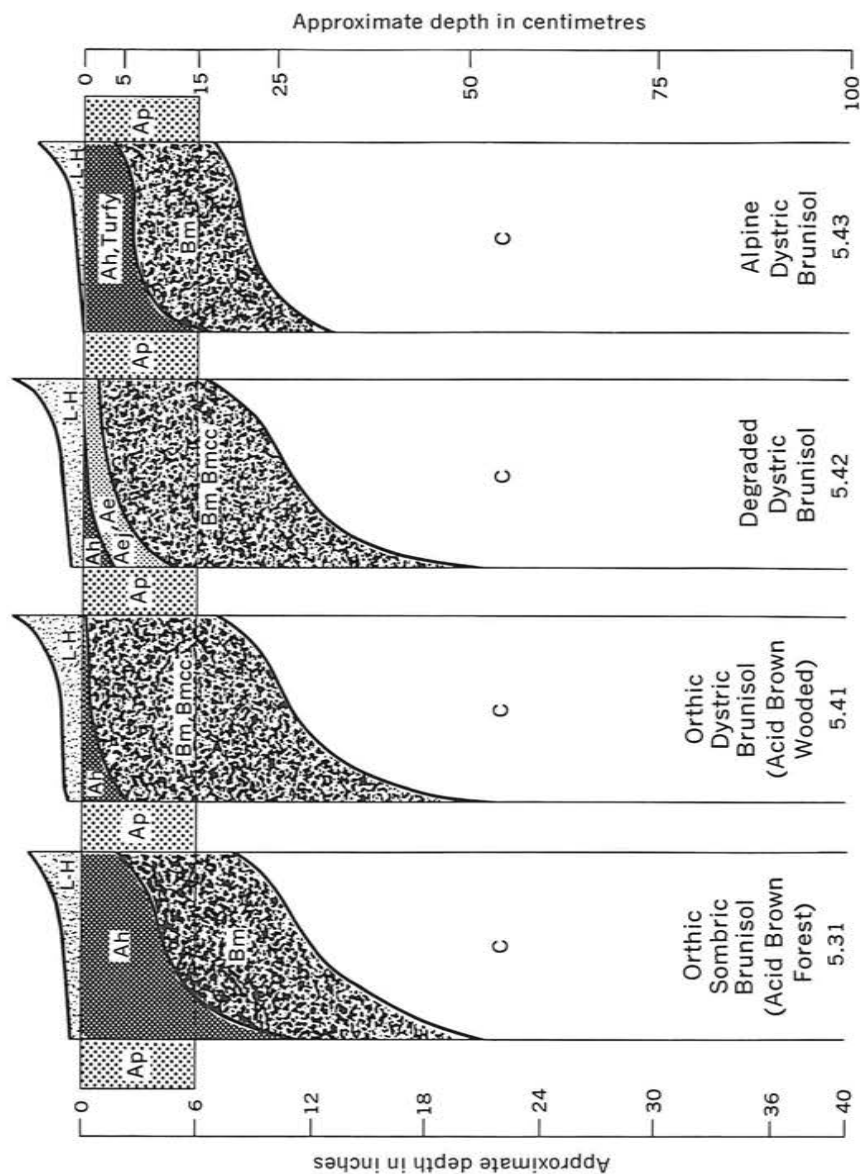 Approximate depth in centimetres
0
5
15
25
50
75
100
Ap
L-H
Ah, Turfy
Bm
C
Alpine
Dystric
Brunisol
5.43
Ap
L-H
Ae
Ah
Aej
Bm, Bmcc
C
Degraded
Dystric
Brunisol
5.42
Ap
L-H
Ah
Bm, Bmcc
C
Orthic
Dystric
Brunisol
(Acid Brown
Wooded)
5.41
Ap
L-H
Ah
Bm
C
Orthic
Sombric
Brunisol
(Acid Brown
Forest)
5.31
Ap
0
6
12
18
24
30
36
40
Approximate depth in inches